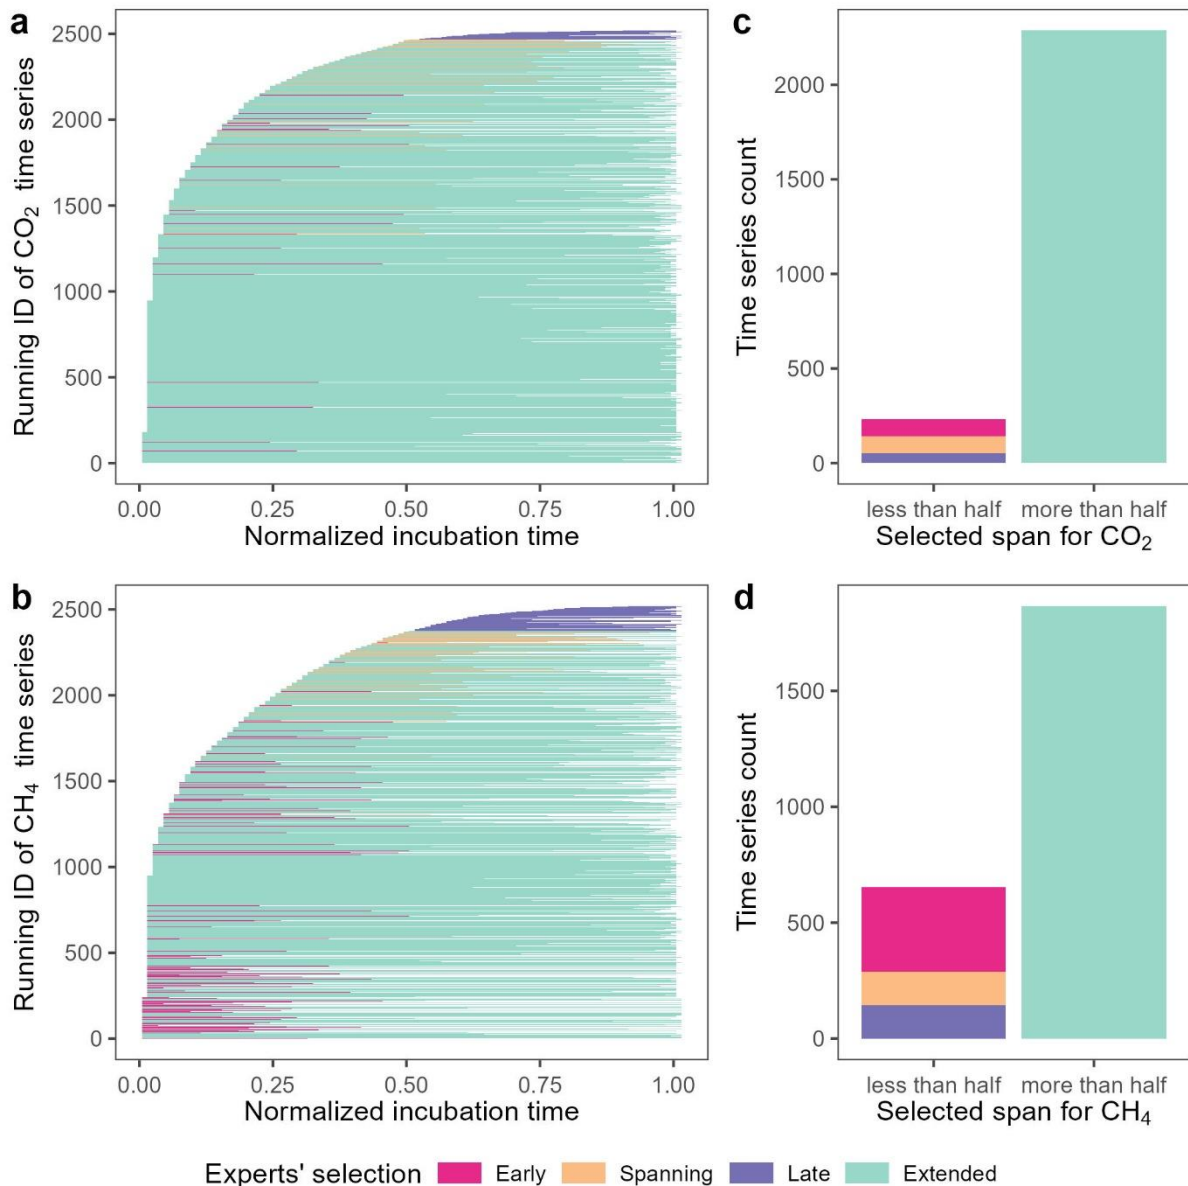 a
Running ID of CO₂ time series
2500
2000
1500
1000
500
0
0.00 0.25 0.50 0.75 1.00
Normalized incubation time
c
Time series count
2000
1500
1000
500
0
less than half more than half
Selected span for CO₂
b
Running ID of CH₄ time series
2500
2000
1500
1000
500
0
0.00 0.25 0.50 0.75 1.00
Normalized incubation time
d
Time series count
1500
1000
500
0
less than half more than half
Selected span for CH₄
Experts' selection Early Spanning Late Extended